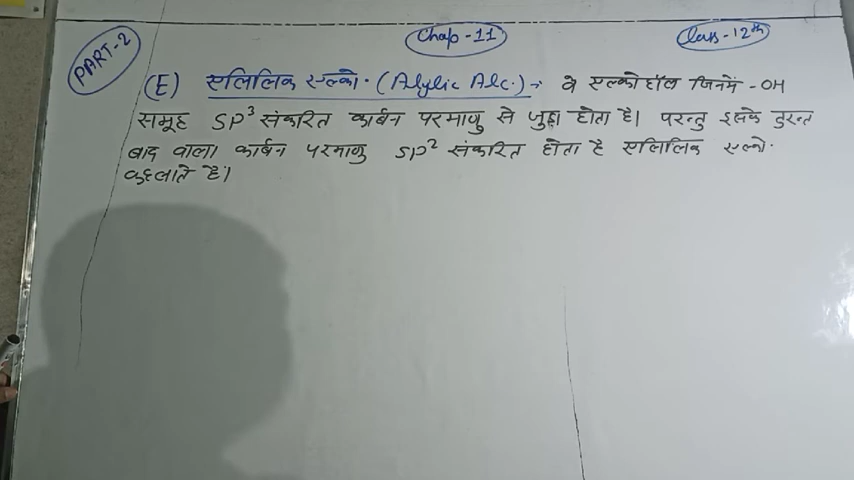 PART-2
Chap-11
Class-12th
(E) एलिलिक एल्को. (Allylic Alc.) :- वे एल्कोहॉल जिनमें -OH
समूह SP³ संकरित कार्बन परमाणु से जुड़ा होता है। परन्तु इसके तुरन्त
बाद वाला कार्बन परमाणु SP² संकरित होता है एलिलिक एल्को.
कहलाते है।